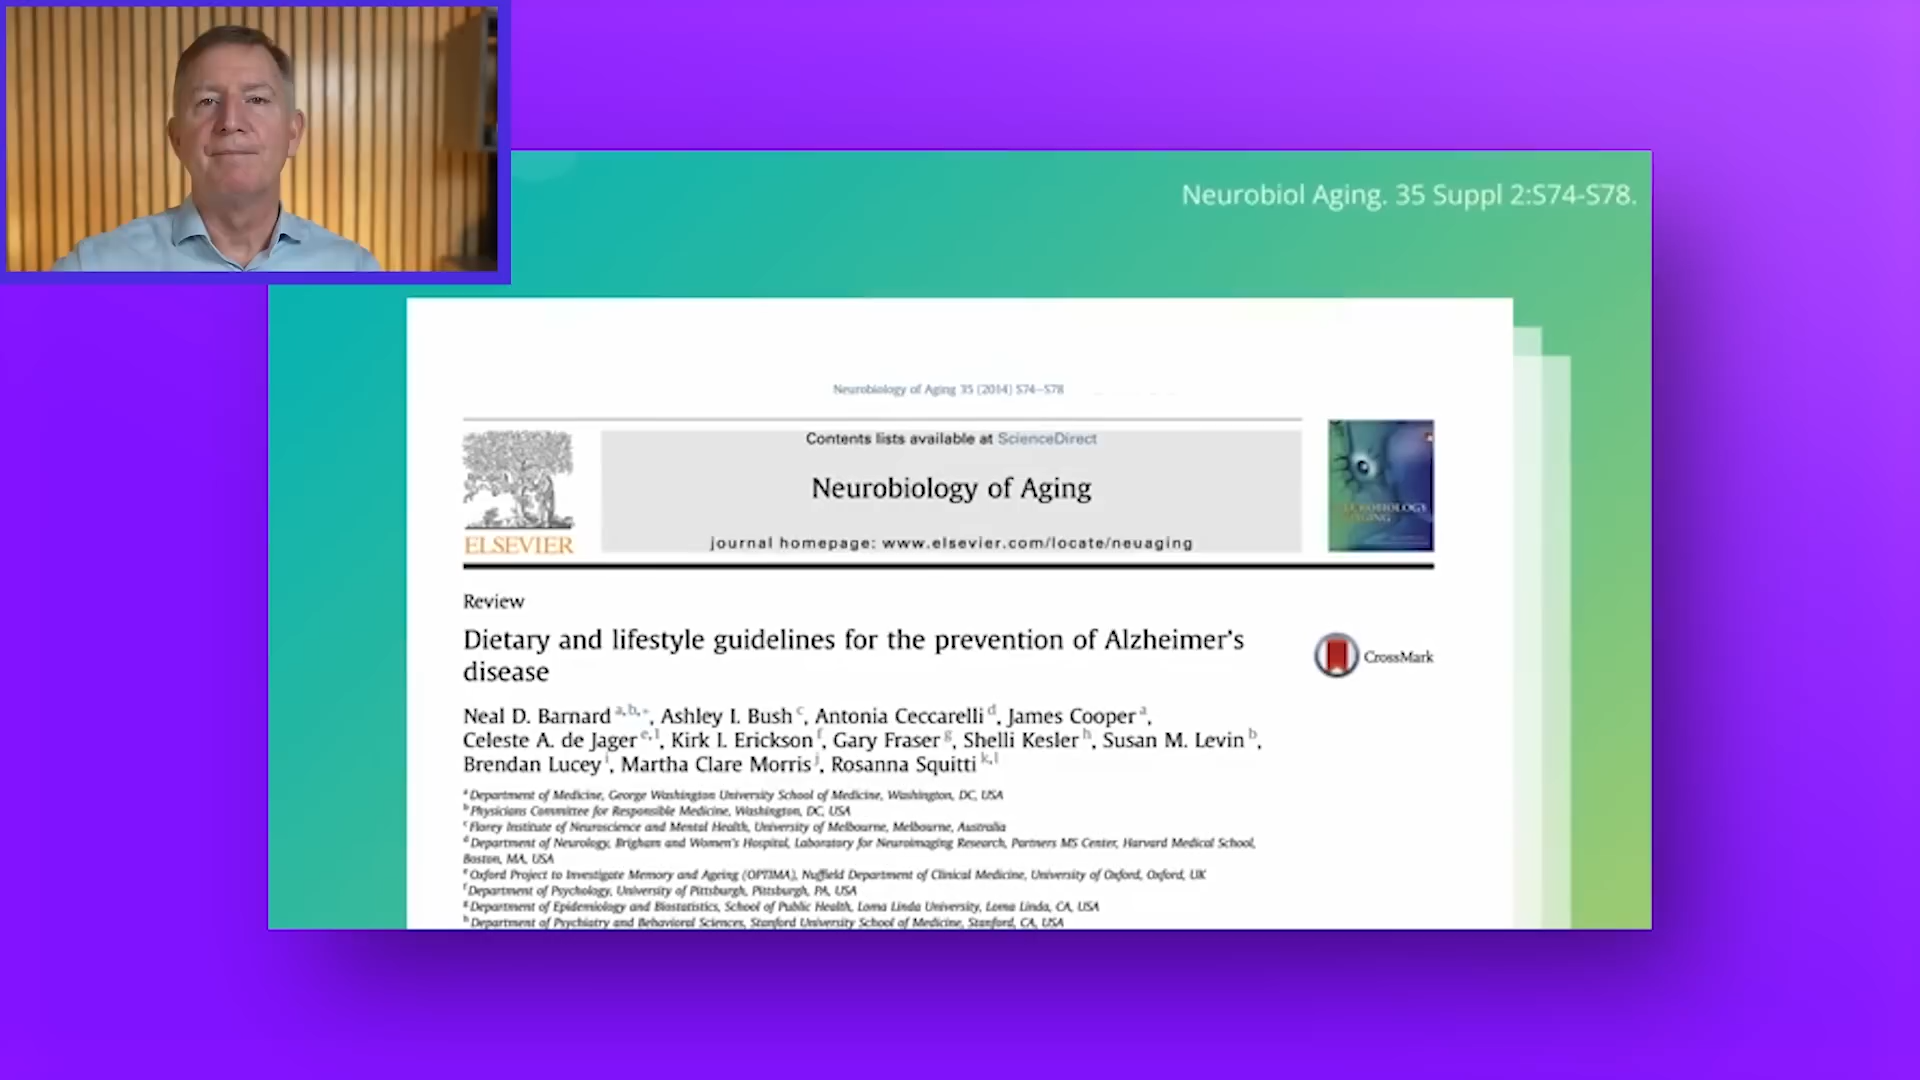 Neurobiol Aging. 35 Suppl 2:S74-S78.
Neurobiology of Aging 35 (2014) S74–S78
Contents lists available at ScienceDirect
Neurobiology of Aging
ELSEVIER
journal homepage: www.elsevier.com/locate/neuaging
NEUROBIOLOGY
AGING
Review
Dietary and lifestyle guidelines for the prevention of Alzheimer's
disease
CrossMark
Neal D. Barnard a,b,*, Ashley I. Bush c, Antonia Ceccarelli d, James Cooper a,
Celeste A. de Jager e,1, Kirk I. Erickson f, Gary Fraser g, Shelli Kesler h, Susan M. Levin b,
Brendan Lucey i, Martha Clare Morris j, Rosanna Squitti k,l
a Department of Medicine, George Washington University School of Medicine, Washington, DC, USA
b Physicians Committee for Responsible Medicine, Washington, DC, USA
c Florey Institute of Neuroscience and Mental Health, University of Melbourne, Melbourne, Australia
d Department of Neurology, Brigham and Women's Hospital, Laboratory for Neuroimaging Research, Partners MS Center, Harvard Medical School,
Boston, MA, USA
e Oxford Project to Investigate Memory and Ageing (OPTIMA), Nuffield Department of Clinical Medicine, University of Oxford, Oxford, UK
f Department of Psychology, University of Pittsburgh, Pittsburgh, PA, USA
g Department of Epidemiology and Biostatistics, School of Public Health, Loma Linda University, Loma Linda, CA, USA
h Department of Psychiatry and Behavioral Sciences, Stanford University School of Medicine, Stanford, CA, USA